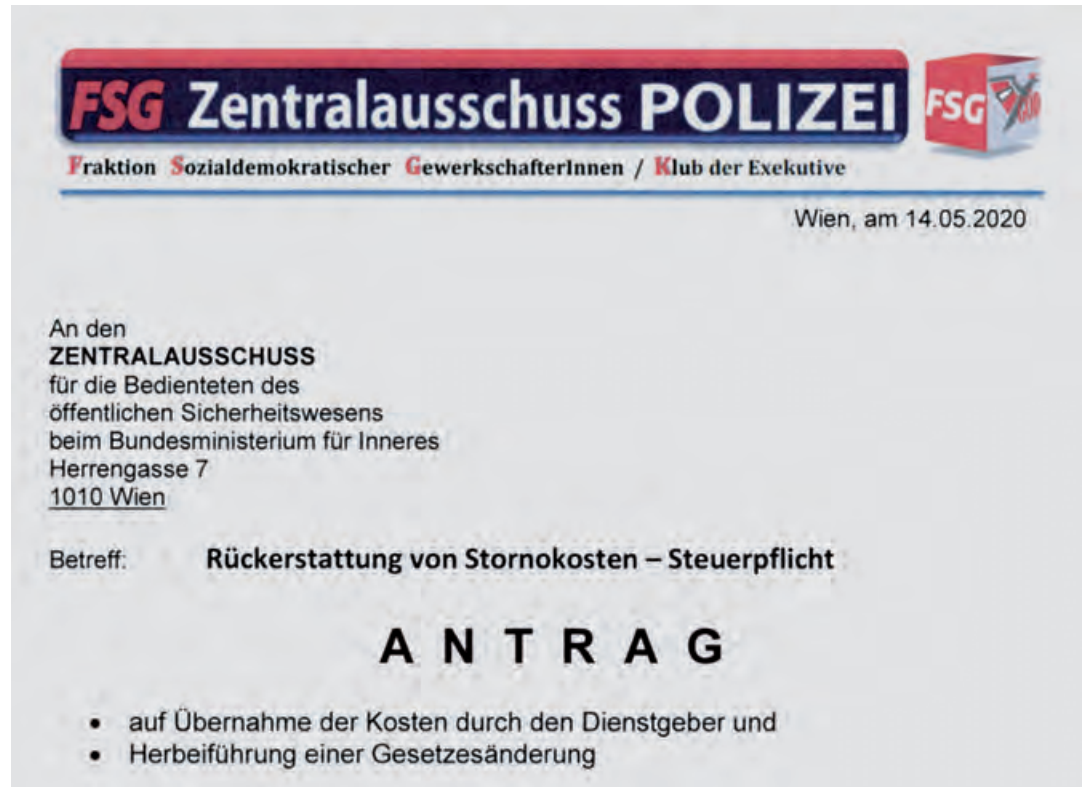 FSG Zentralausschuss POLIZEI
FSG
Fraktion Sozialdemokratischer GewerkschafterInnen / Klub der Exekutive
Wien, am 14.05.2020
An den
ZENTRALAUSSCHUSS
für die Bediensteten des
öffentlichen Sicherheitswesens
beim Bundesministerium für Inneres
Herrengasse 7
1010 Wien
Betreff: Rückerstattung von Stornokosten – Steuerpflicht
A N T R A G
• auf Übernahme der Kosten durch den Dienstgeber und
• Herbeiführung einer Gesetzesänderung